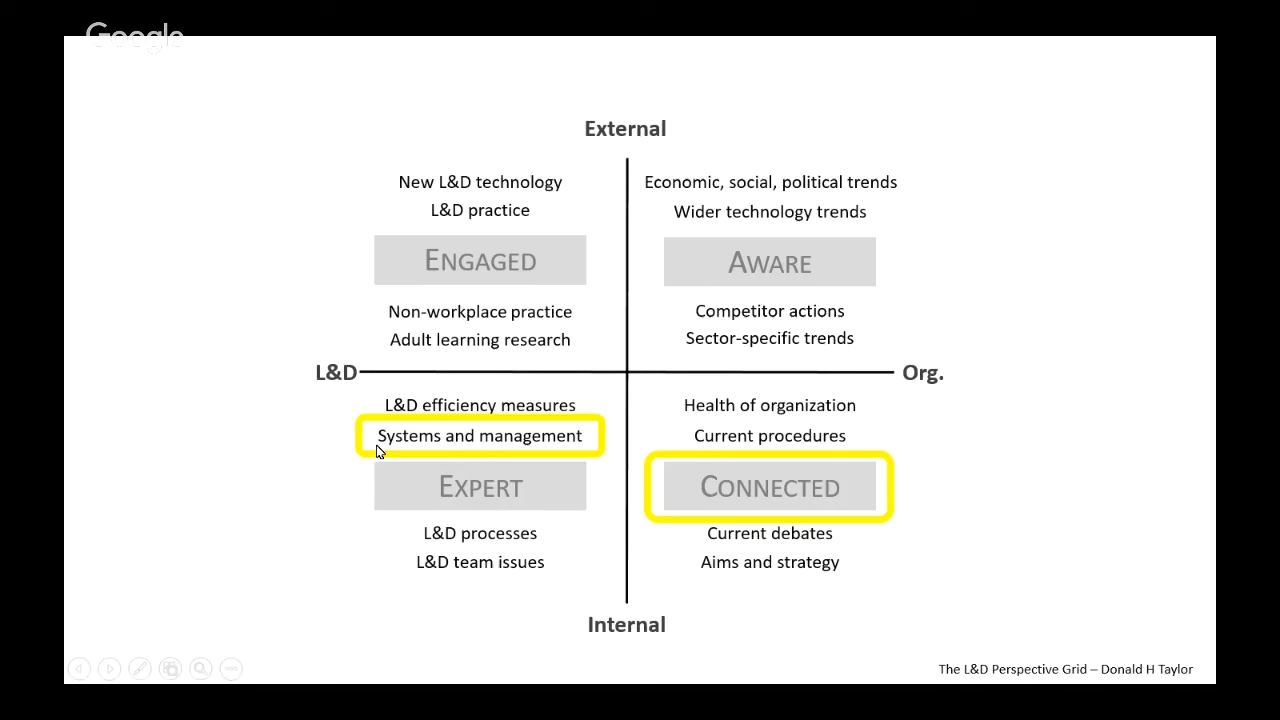 Google
External
New L&D technology
L&D practice
ENGAGED
Non-workplace practice
Adult learning research
Economic, social, political trends
Wider technology trends
AWARE
Competitor actions
Sector-specific trends
L&D
Org.
L&D efficiency measures
Systems and management
EXPERT
L&D processes
L&D team issues
Health of organization
Current procedures
CONNECTED
Current debates
Aims and strategy
Internal
The L&D Perspective Grid – Donald H Taylor